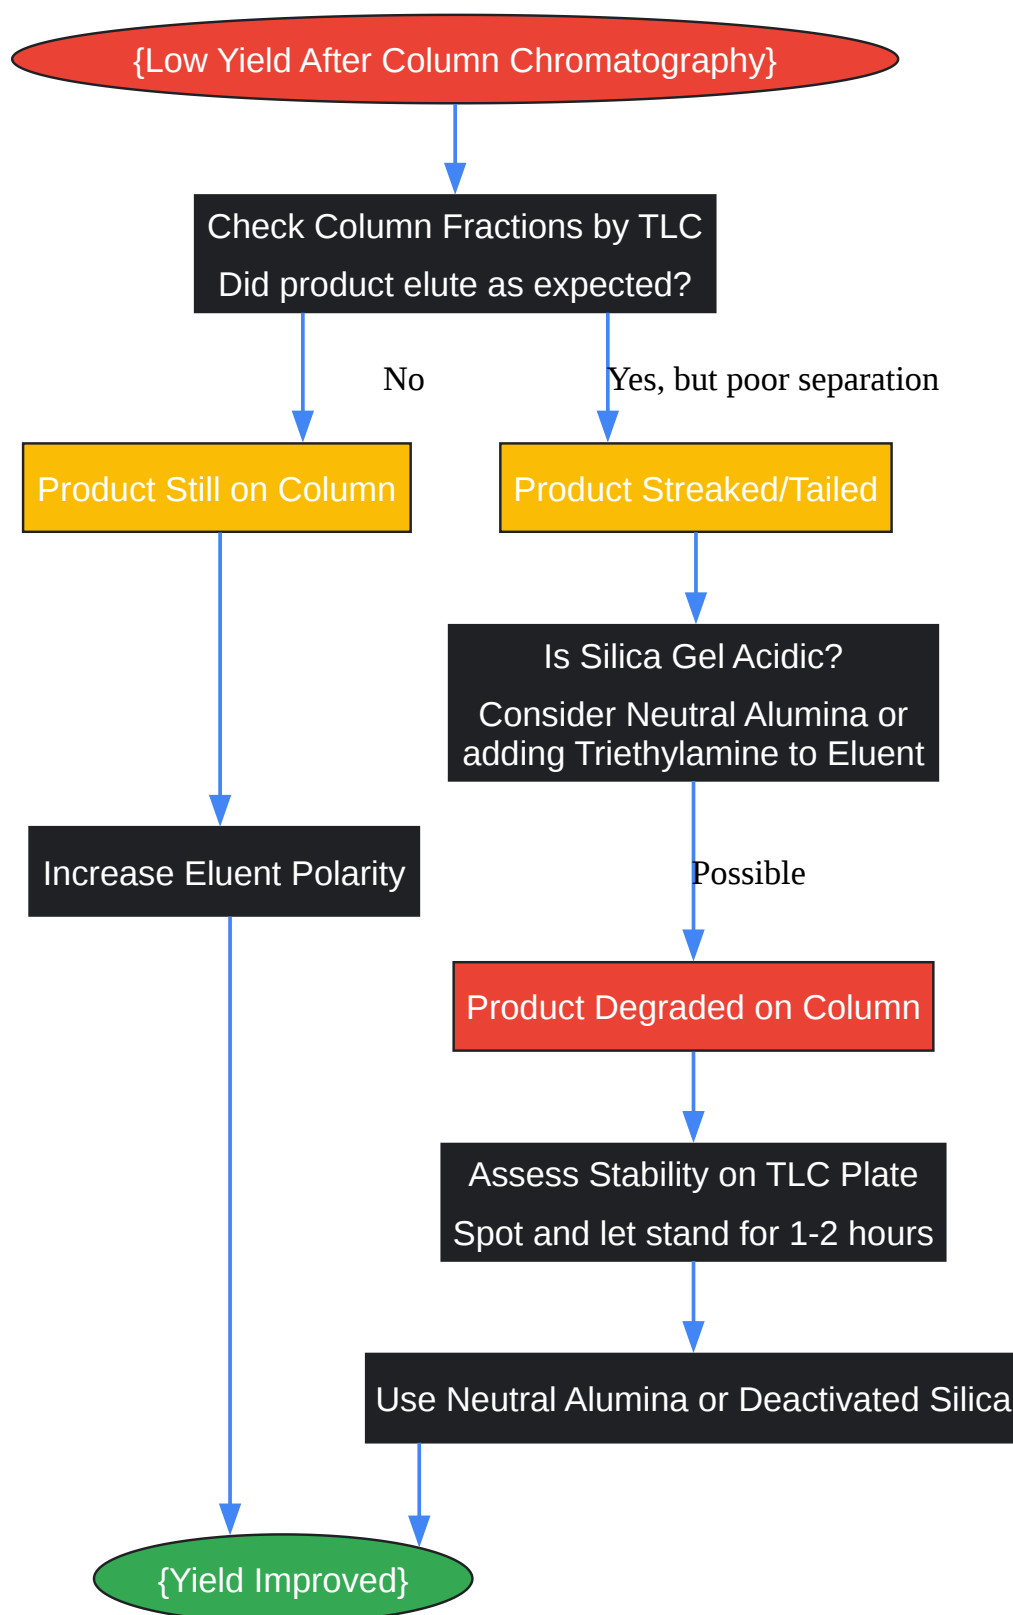 {Low Yield After Column Chromatography}
Check Column Fractions by TLC
Did product elute as expected?
No
Yes, but poor separation
Product Still on Column
Product Streaked/Tailed
Is Silica Gel Acidic?
Consider Neutral Alumina or
adding Triethylamine to Eluent
Increase Eluent Polarity
Possible
Product Degraded on Column
Assess Stability on TLC Plate
Spot and let stand for 1-2 hours
Use Neutral Alumina or Deactivated Silica
{Yield Improved}